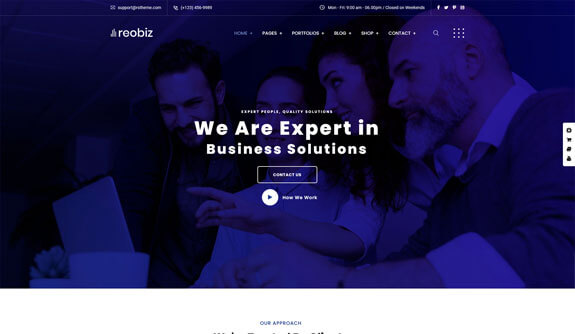 support@rstheme.com
(+123) 456-9989
Mon - Fri: 9:00 am - 06.00pm / Closed on Weekends
reobiz
HOME +
PAGES +
PORTFOLIOS +
BLOG +
SHOP +
CONTACT +
EXPERT PEOPLE, QUALITY SOLUTIONS
We Are Expert in
Business Solutions
CONTACT US
How We Work
OUR APPROACH